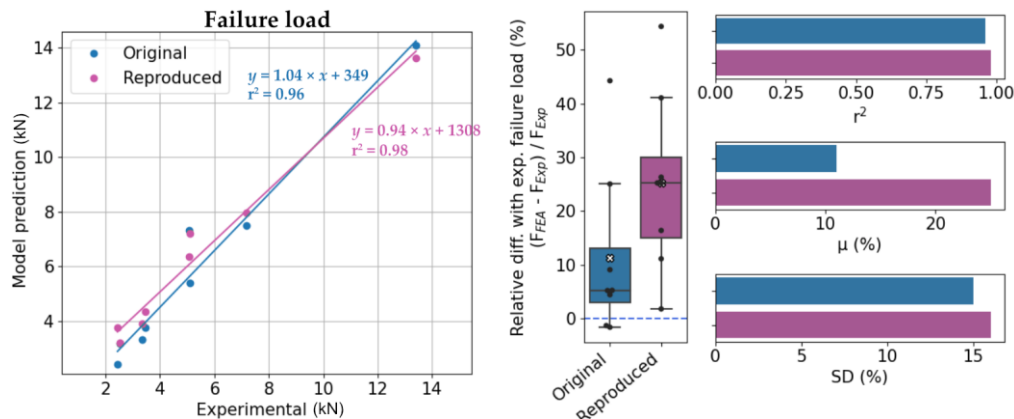 Failure load
Original
Reproduced
y = 1.04 × x + 349
r² = 0.96
y = 0.94 × x + 1308
r² = 0.98
14
12
10
8
6
4
2 4 6 8 10 12 14
Model prediction (kN)
Experimental (kN)
Relative diff. with exp. failure load (%)
(F_FEA - F_Exp) / F_Exp
50
40
30
20
10
0
Original
Reproduced
0.00 0.25 0.50 0.75 1.00
r²
0 10 20
μ (%)
0 5 10 15
SD (%)